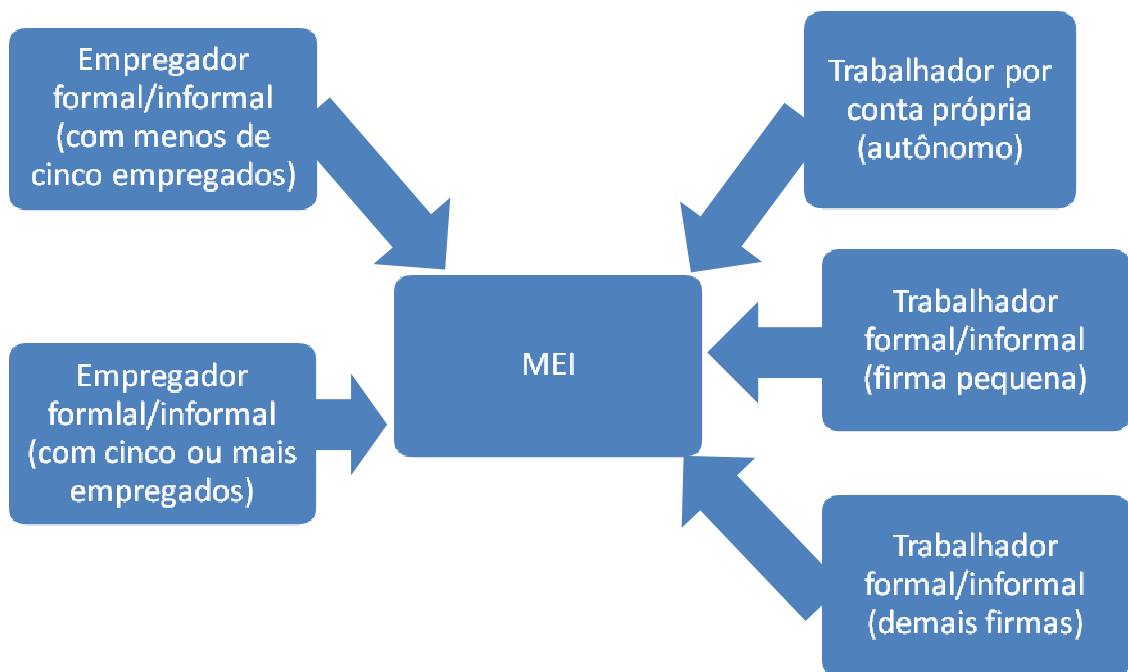 Empregador
formal/informal
(com menos de
cinco empregados)
Empregador
formlal/informal
(com cinco ou mais
empregados)
MEI
Trabalhador por
conta própria
(autônomo)
Trabalhador
formal/informal
(firma pequena)
Trabalhador
formal/informal
(demais firmas)